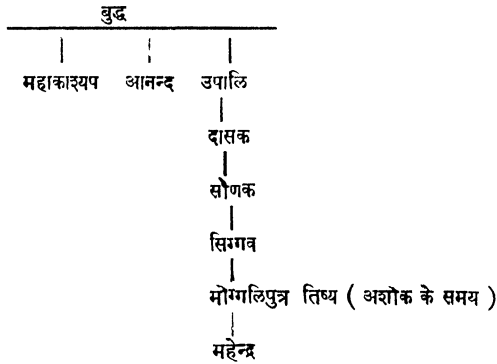 बुद्ध
महाकाश्यप आनन्द उपालि
दासक
सोणक
सिग्गव
मोग्गलिपुत्र तिष्य ( अशोक के समय )
महेन्द्र